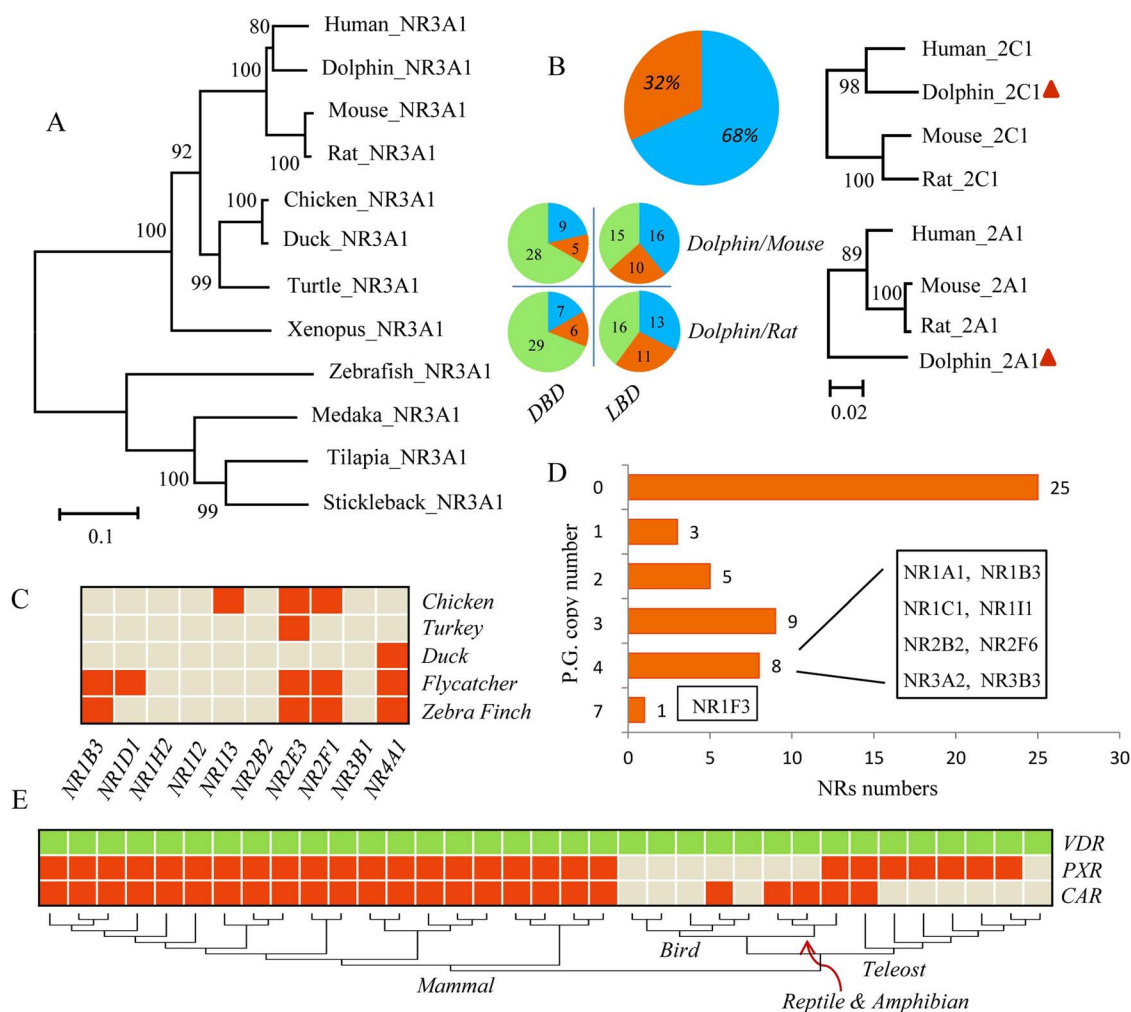 A
80
100
92
100
100
100
99
100
99
Human_NR3A1
Dolphin_NR3A1
Mouse_NR3A1
Rat_NR3A1
Chicken_NR3A1
Duck_NR3A1
Turtle_NR3A1
Xenopus_NR3A1
Zebrafish_NR3A1
Medaka_NR3A1
Tilapia_NR3A1
Stickleback_NR3A1
0.1
B
32%
68%
9
5
28
16
10
15
Dolphin/Mouse
7
6
29
13
11
16
Dolphin/Rat
DBD
LBD
98
100
Human_2C1
Dolphin_2C1
Mouse_2C1
Rat_2C1
89
100
Human_2A1
Mouse_2A1
Rat_2A1
Dolphin_2A1
0.02
C
Chicken
Turkey
Duck
Flycatcher
Zebra Finch
NR1B3
NR1D1
NR1H2
NR1I2
NR1I3
NR2B2
NR2E3
NR2F1
NR3B1
NR4A1
D
P.G. copy number
0
1
2
3
4
7
25
3
5
9
8
1
NR1F3
NR1A1, NR1B3
NR1C1, NR1I1
NR2B2, NR2F6
NR3A2, NR3B3
0
5
10
15
20
25
30
NRs numbers
E
VDR
PXR
CAR
Mammal
Bird
Reptile & Amphibian
Teleost